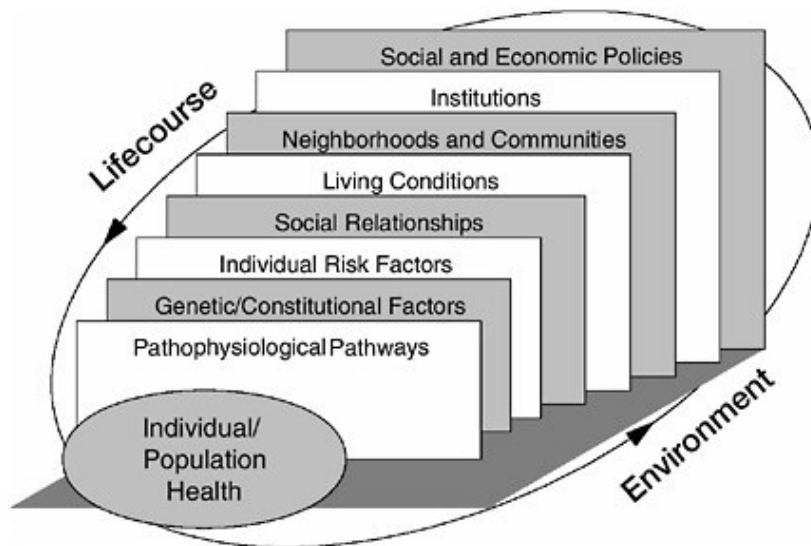 Social and Economic Policies
Institutions
Neighborhoods and Communities
Living Conditions
Social Relationships
Individual Risk Factors
Genetic/Constitutional Factors
Pathophysiological Pathways
Individual/
Population
Health
Lifecourse
Environment